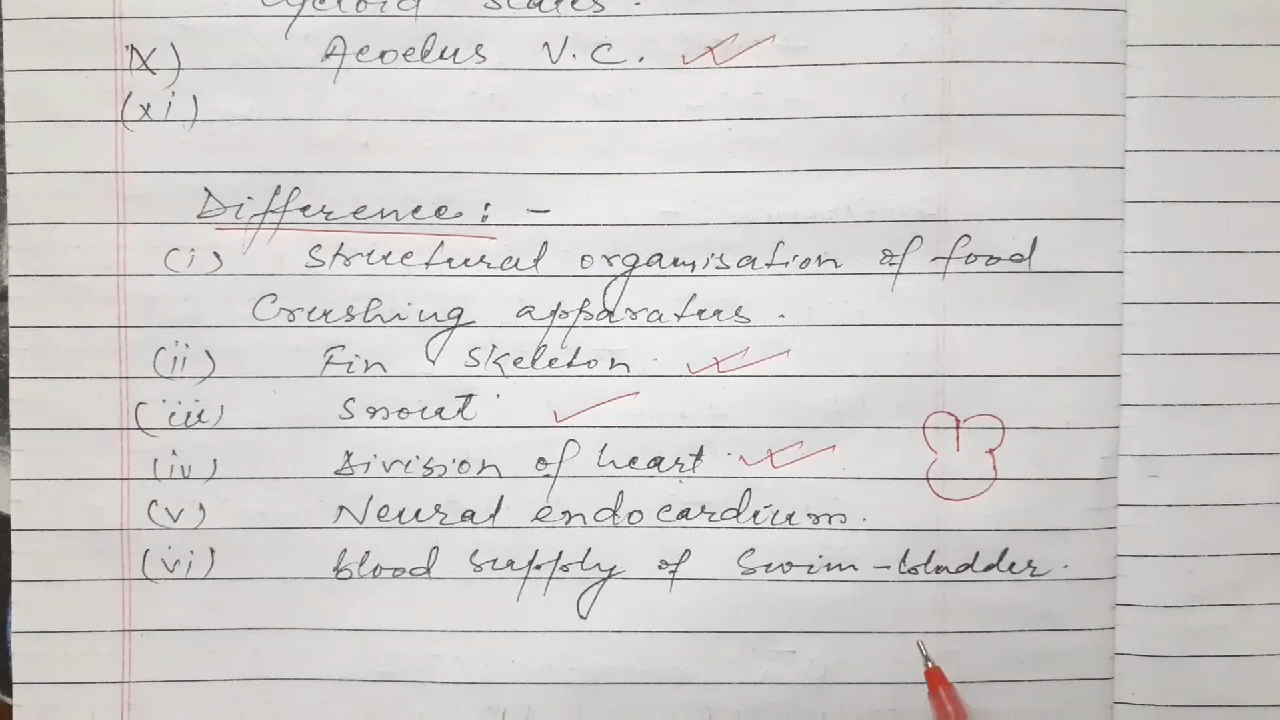 X) Acoelus V.C.
(xi)
Difference: -
(i) Structural organisation of food
Crushing apparatus.
(ii) Fin skeleton.
(iii) Snout
(iv) Division of heart.
(v) Neural endocardium.
(vi) blood supply of Swim-bladder.